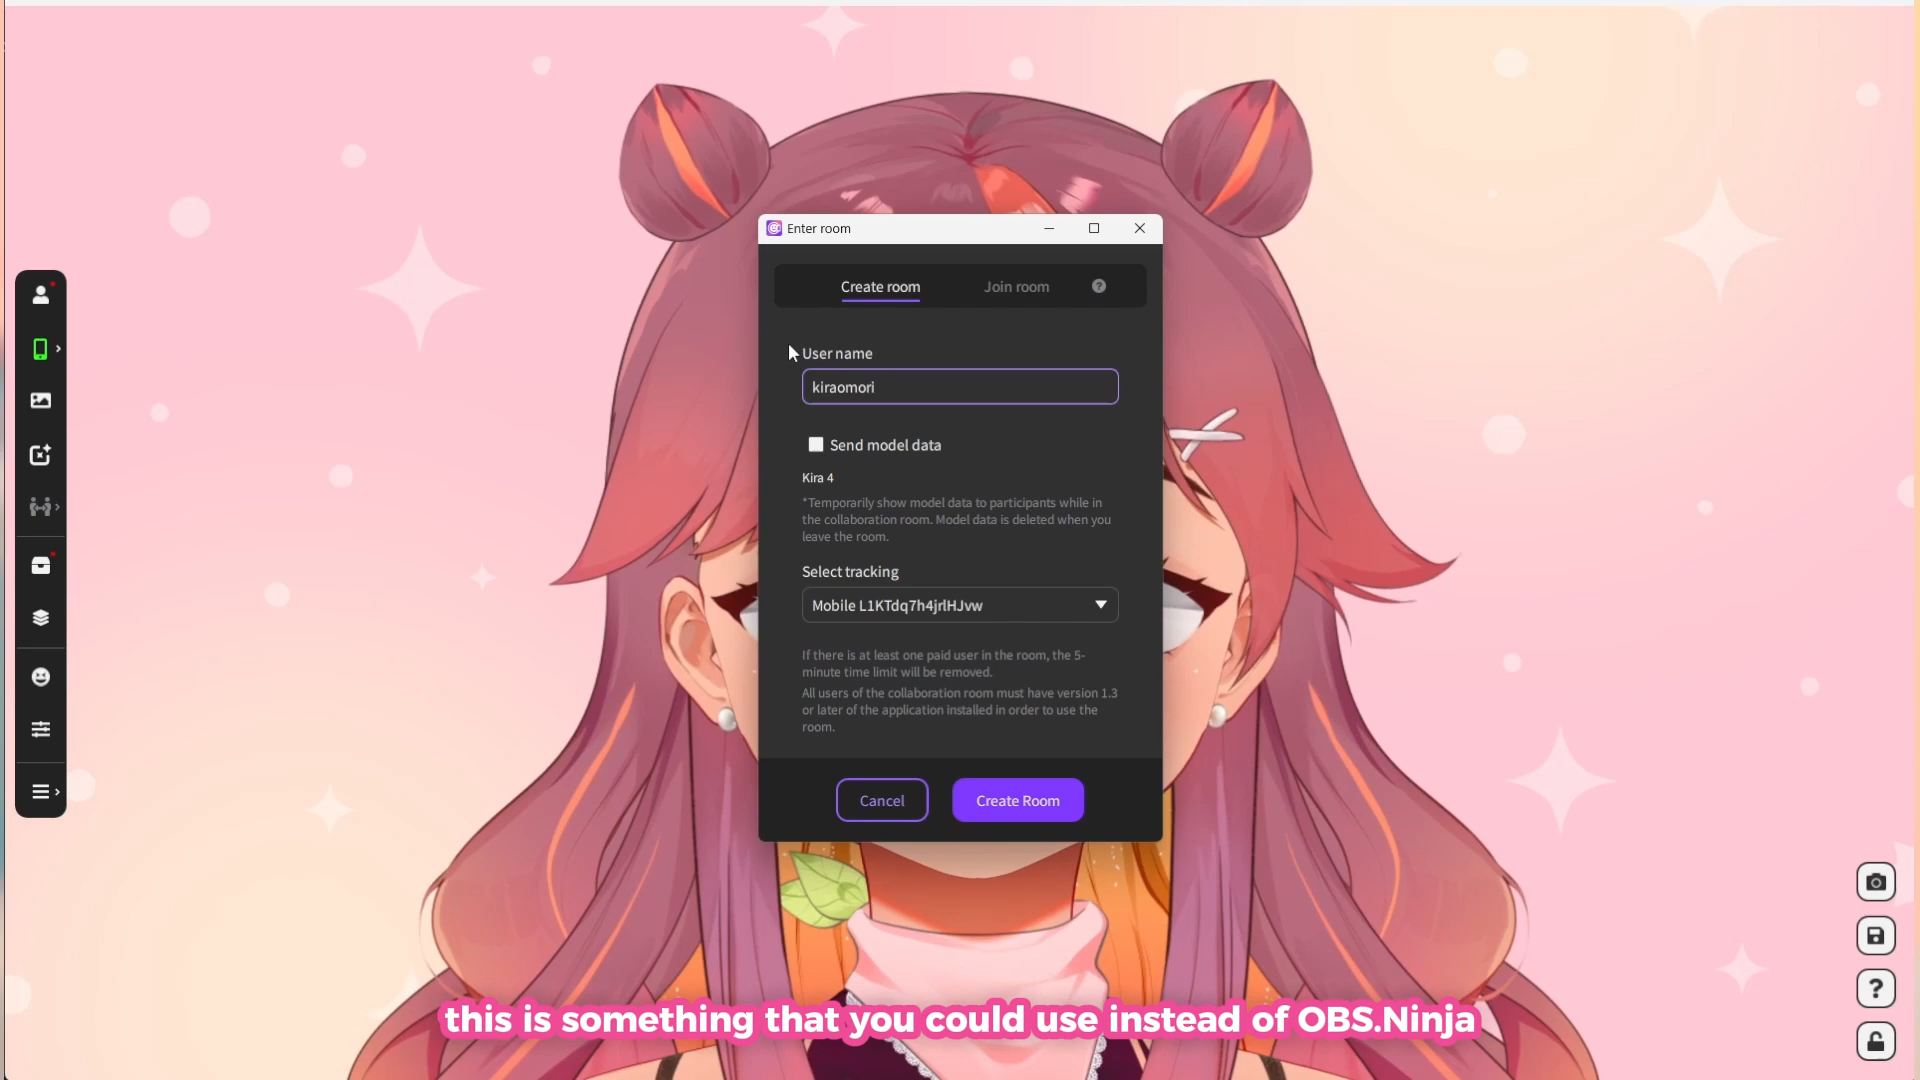 Enter room
Create room
Join room
?
User name
kiraomori
Send model data
Kira 4
*Temporarily show model data to participants while in
the collaboration room. Model data is deleted when you
leave the room.
Select tracking
Mobile L1KTdq7h4jrlHJvw
If there is at least one paid user in the room, the 5-
minute time limit will be removed.
All users of the collaboration room must have version 1.3
or later of the application installed in order to use the
room.
Cancel
Create Room
?
this is something that you could use instead of OBS.Ninja